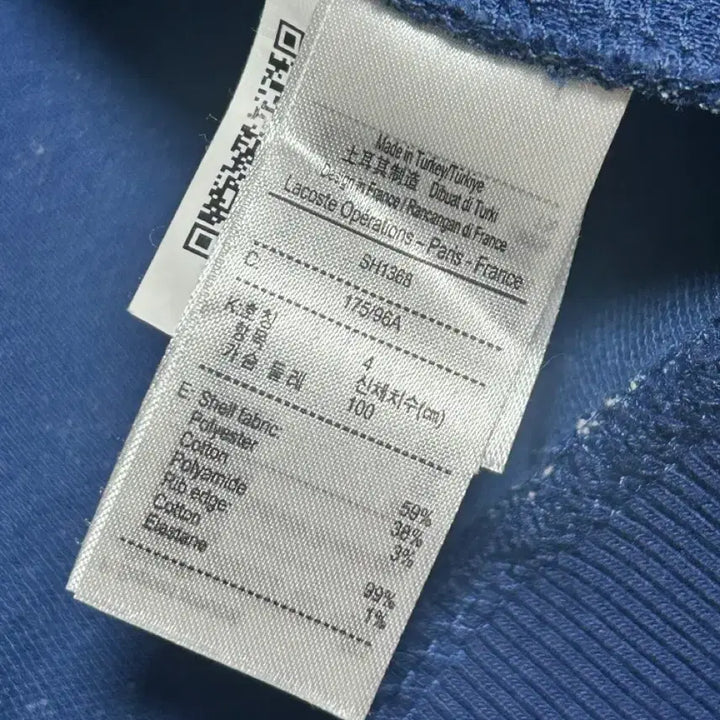 Made in Turkey/Türkiye
土耳其制造 Dibuat di Turki
Design in France / Rancangan di France
Lacoste Operations – Paris - France
SH1368
C: 175/96A
K: 호칭 4
항목 신체치수(cm)
가슴 둘레 100
E: Shell fabric:
Polyester 59%
Cotton 38%
Polyamide 3%
Rib edge:
Cotton 99%
Elastane 1%